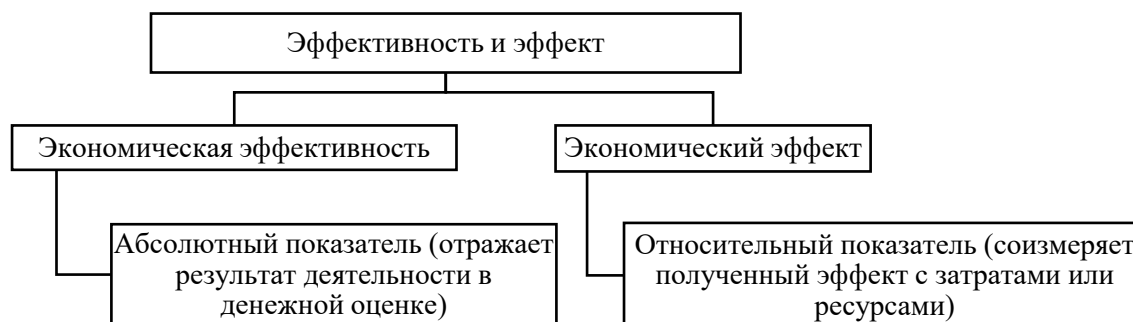 Эффективность и эффект
Экономическая эффективность
Экономический эффект
Абсолютный показатель (отражает
результат деятельности в
денежной оценке)
Относительный показатель (соизмеряет
полученный эффект с затратами или
ресурсами)